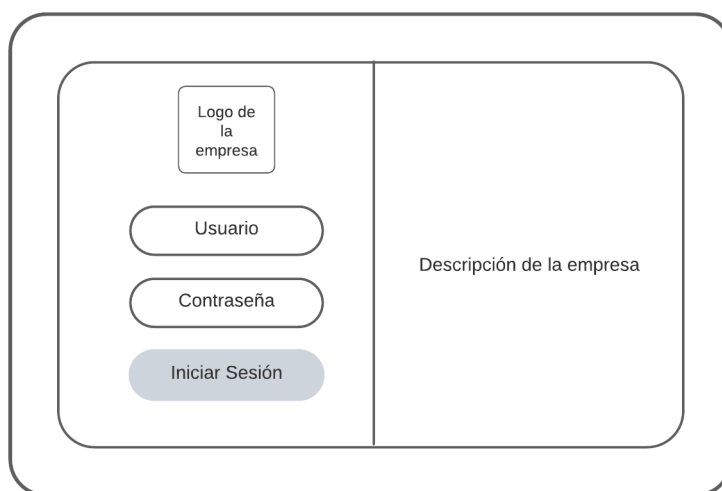 Logo de
la
empresa
Usuario
Contraseña
Iniciar Sesión
Descripción de la empresa